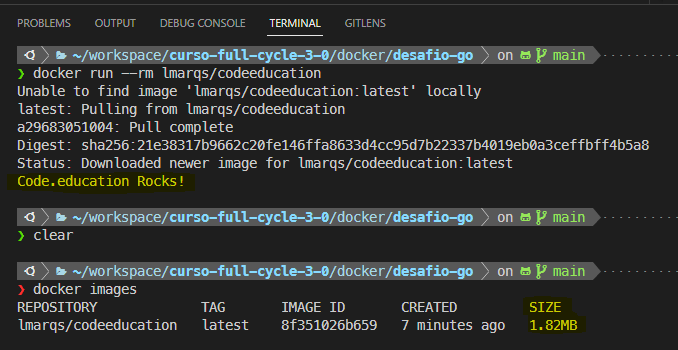 PROBLEMS OUTPUT DEBUG CONSOLE TERMINAL GITLENS
~/workspace/curso-full-cycle-3-0/docker/desafio-go on main
❯ docker run --rm lmarqs/codeeducation
Unable to find image 'lmarqs/codeeducation:latest' locally
latest: Pulling from lmarqs/codeeducation
a29683051004: Pull complete
Digest: sha256:21e38317b9662c20fe146ffa8633d4cc95d7b22337b4019eb0a3ceffbff4b5a8
Status: Downloaded newer image for lmarqs/codeeducation:latest
Code.education Rocks!
~/workspace/curso-full-cycle-3-0/docker/desafio-go on main
❯ clear
~/workspace/curso-full-cycle-3-0/docker/desafio-go on main
❯ docker images
REPOSITORY TAG IMAGE ID CREATED SIZE
lmarqs/codeeducation latest 8f351026b659 7 minutes ago 1.82MB